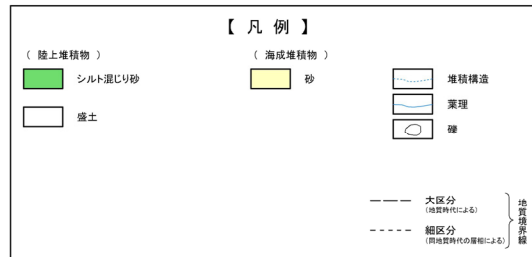 【 凡 例 】
( 陸上堆積物 )
シルト混じり砂
盛土
( 海成堆積物 )
砂
堆積構造
葉理
礫
大区分
(地質時代による)
細区分
(同地質時代の層相による)
地質境界線